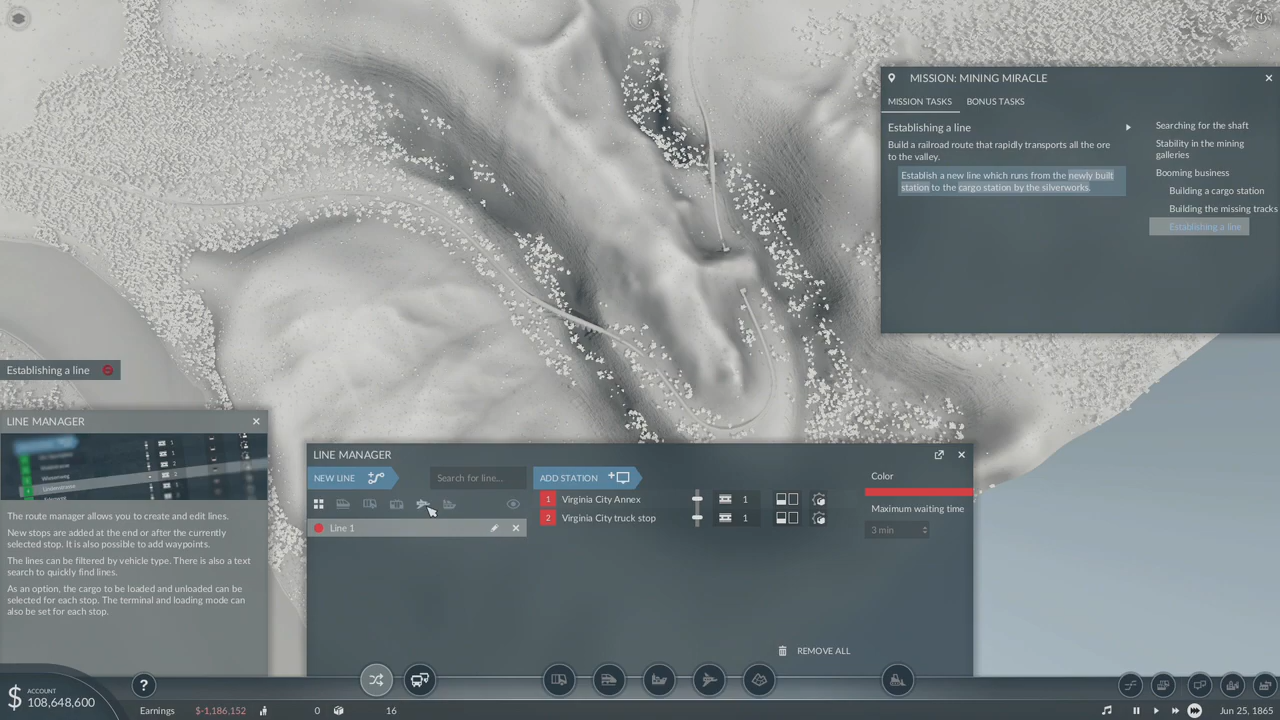 MISSION: MINING MIRACLE
MISSION TASKS
BONUS TASKS
Establishing a line
Build a railroad route that rapidly transports all the ore
to the valley.
Establish a new line which runs from the newly built
station to the cargo station by the silverworks.
Searching for the shaft
Stability in the mining
galleries
Booming business
Building a cargo station
Building the missing tracks
Establishing a line
Establishing a line
LINE MANAGER
The route manager allows you to create and edit lines.
New stops are added at the end or after the currently
selected stop. It is also possible to add waypoints.
The lines can be filtered by vehicle type. There is also a text
search to quickly find lines.
As an option, the cargo to be loaded and unloaded can be
selected for each stop. The terminal and loading mode can
also be set for each stop.
LINE MANAGER
NEW LINE
Search for line...
ADD STATION
Line 1
1 Virginia City Annex 1
2 Virginia City truck stop 1
Color
Maximum waiting time
3 min
REMOVE ALL
$ ACCOUNT
108,648,600
?
Earnings $-1,186,152 0 16
Jun 25, 1865